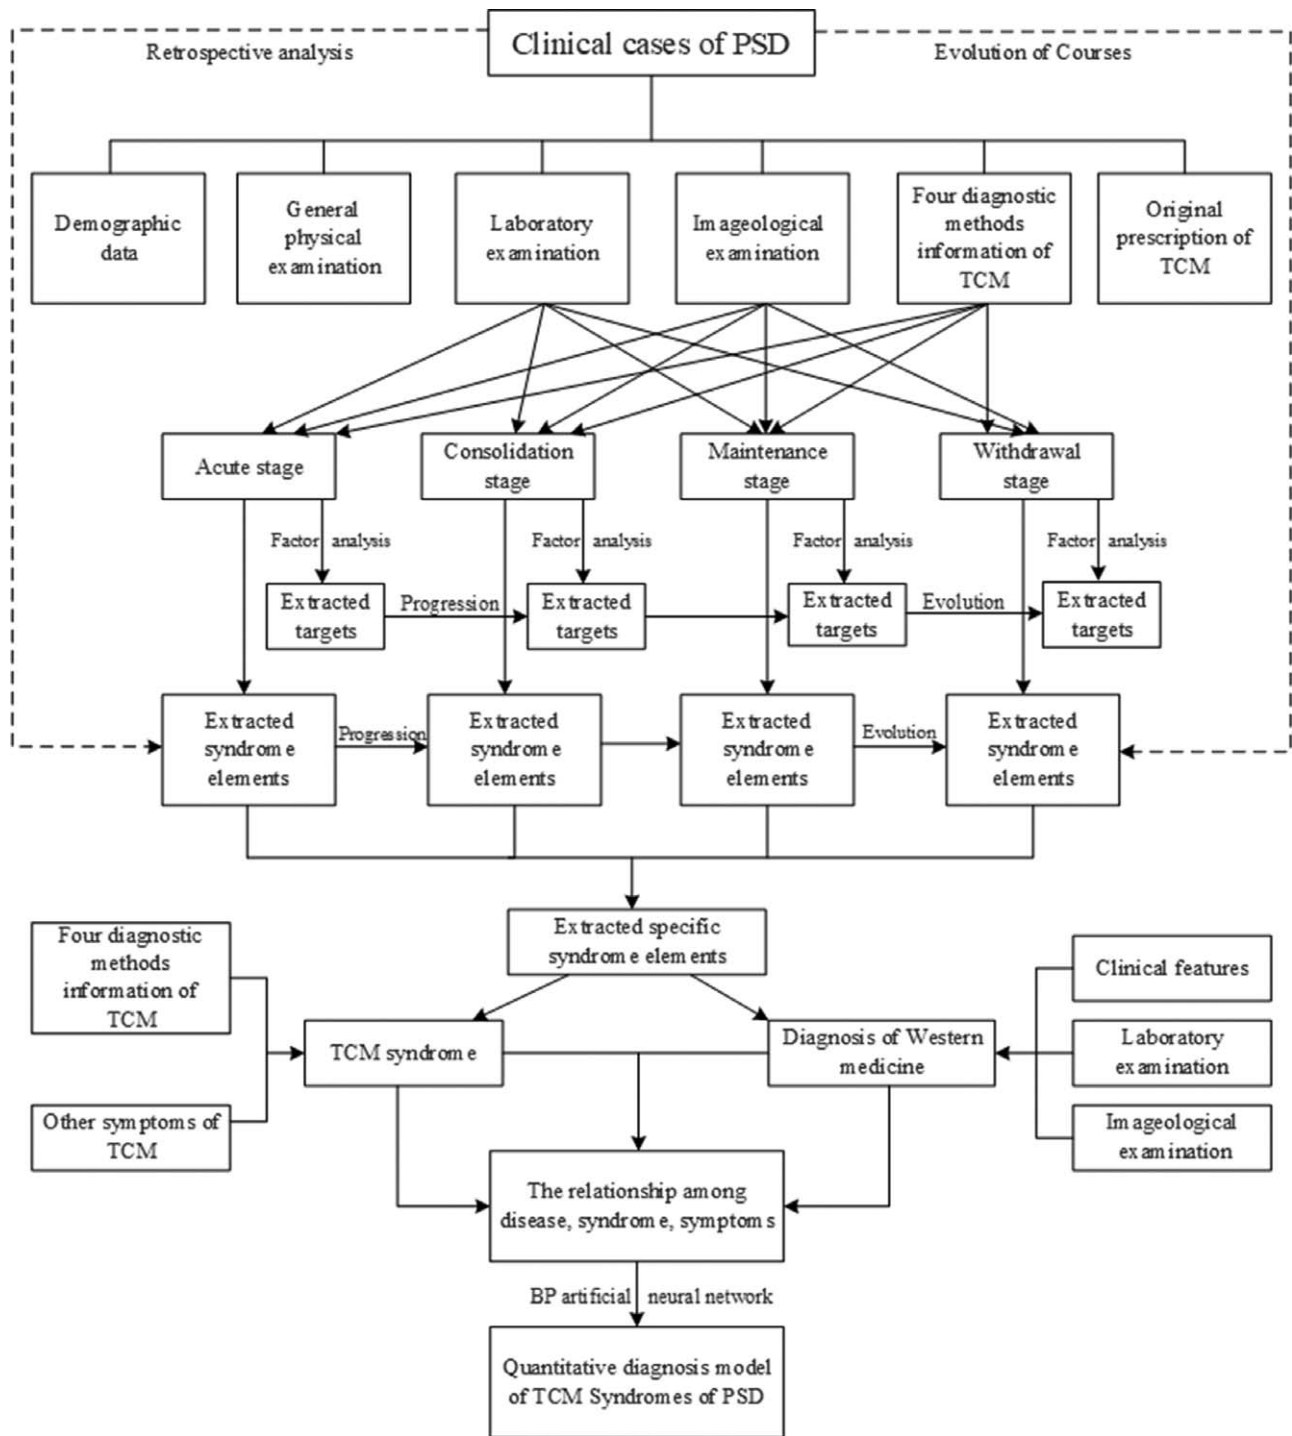 Clinical cases of PSD
Retrospective analysis
Evolution of Courses
Demographic
data
General
physical
examination
Laboratory
examination
Imageological
examination
Four diagnostic
methods
information of
TCM
Original
prescription of
TCM
Acute stage
Consolidation
stage
Maintenance
stage
Withdrawal
stage
Factor analysis
Factor analysis
Factor analysis
Factor analysis
Extracted
targets
Progression
Extracted
targets
Extracted
targets
Evolution
Extracted
targets
Extracted
syndrome
elements
Progression
Extracted
syndrome
elements
Extracted
syndrome
elements
Evolution
Extracted
syndrome
elements
Extracted specific
syndrome elements
Four diagnostic
methods
information of
TCM
Other symptoms of
TCM
TCM syndrome
Diagnosis of Western
medicine
Clinical features
Laboratory
examination
Imageological
examination
The relationship among
disease, syndrome, symptoms
BP artificial neural network
Quantitative diagnosis model
of TCM Syndromes of PSD